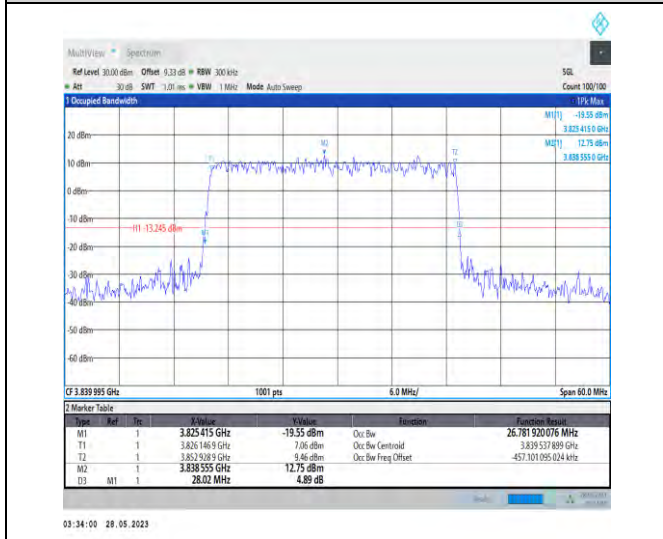 MultiView Spectrum
Ref Level 30.00 dBm Offset 9.33 dB RBW 300 kHz SGL
Att 30 dB SWT 1.01 ms VBW 1 MHz Mode Auto Sweep Count 100/100
1 Occupied Bandwidth 1Pk Max
M1[1] -19.55 dBm
3.825 415 0 GHz
M2[1] 12.75 dBm
3.838 555 0 GHz
20 dBm
M2
T1
T2
10 dBm
0 dBm
-10 dBm
H1 -13.245 dBm
M1
D3
-20 dBm
-30 dBm
-40 dBm
-50 dBm
-60 dBm
CF 3.839 995 GHz 1001 pts 6.0 MHz/ Span 60.0 MHz
2 Marker Table
Type Ref Trc X-Value Y-Value Function Function Result
M1 1 3.825 415 GHz -19.55 dBm Occ Bw 26.781 920 076 MHz
T1 1 3.826 146 9 GHz 7.06 dBm Occ Bw Centroid 3.839 537 899 GHz
T2 1 3.852 928 9 GHz 9.46 dBm Occ Bw Freq Offset -457.101 095 024 kHz
M2 1 3.838 555 GHz 12.75 dBm
D3 M1 1 28.02 MHz 4.89 dB
03:34:00 28.05.2023